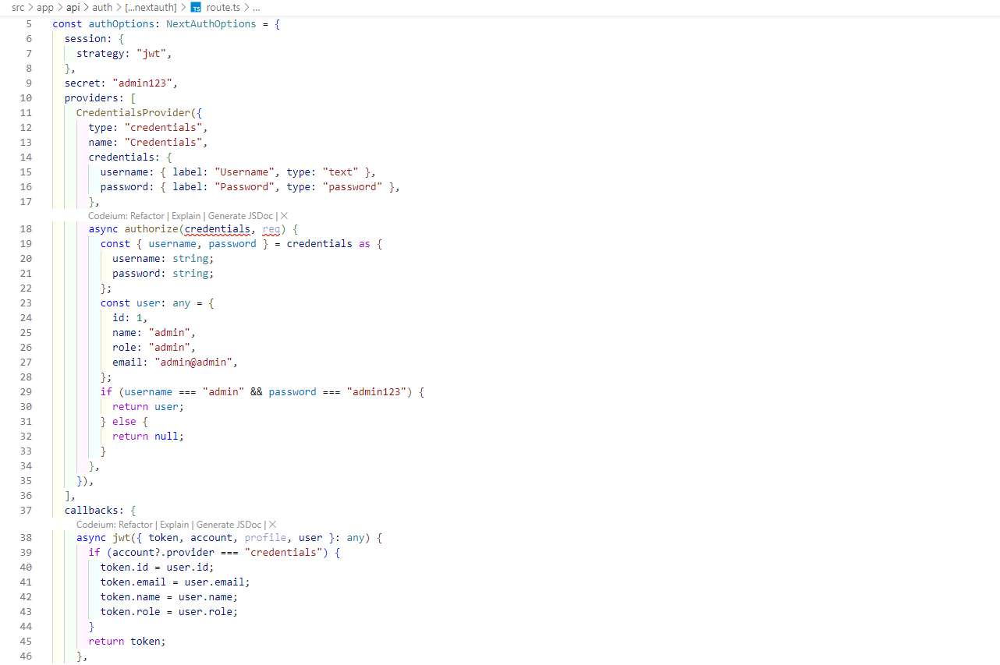 src > app > api > auth > [...nextauth] > TS route.ts > ...
5 const authOptions: NextAuthOptions = {
6 session: {
7 strategy: "jwt",
8 },
9 secret: "admin123",
10 providers: [
11 CredentialsProvider({
12 type: "credentials",
13 name: "Credentials",
14 credentials: {
15 username: { label: "Username", type: "text" },
16 password: { label: "Password", type: "password" },
17 },
Codeium: Refactor | Explain | Generate JSDoc | X
18 async authorize(credentials, req) {
19 const { username, password } = credentials as {
20 username: string;
21 password: string;
22 };
23 const user: any = {
24 id: 1,
25 name: "admin",
26 role: "admin",
27 email: "admin@admin",
28 };
29 if (username === "admin" && password === "admin123") {
30 return user;
31 } else {
32 return null;
33 }
34 },
35 }),
36 ],
37 callbacks: {
Codeium: Refactor | Explain | Generate JSDoc | X
38 async jwt({ token, account, profile, user }: any) {
39 if (account?.provider === "credentials") {
40 token.id = user.id;
41 token.email = user.email;
42 token.name = user.name;
43 token.role = user.role;
44 }
45 return token;
46 },